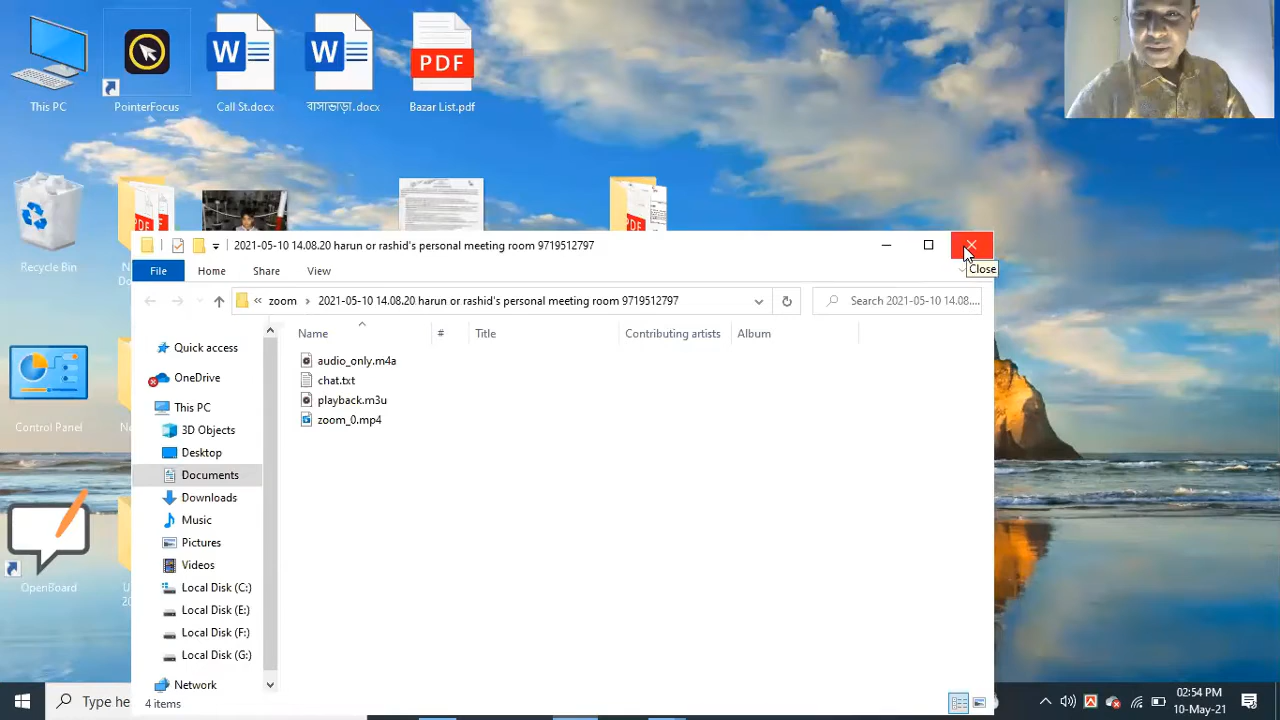 This PC
PointerFocus
Call St.docx
বাসাভাড়া.docx
PDF
Bazar List.pdf
Recycle Bin
PDF
PDF
2021-05-10 14.08.20 harun or rashid's personal meeting room 9719512797
File
Home
Share
View
Close
zoom
2021-05-10 14.08.20 harun or rashid's personal meeting room 9719512797
Search 2021-05-10 14.08....
Name
#
Title
Contributing artists
Album
Quick access
audio_only.m4a
chat.txt
OneDrive
playback.m3u
This PC
zoom_0.mp4
3D Objects
Control Panel
Desktop
Documents
Downloads
Music
Pictures
Videos
OpenBoard
Local Disk (C:)
Local Disk (E:)
Local Disk (F:)
Local Disk (G:)
Network
4 items
Type he
02:54 PM
10-May-21